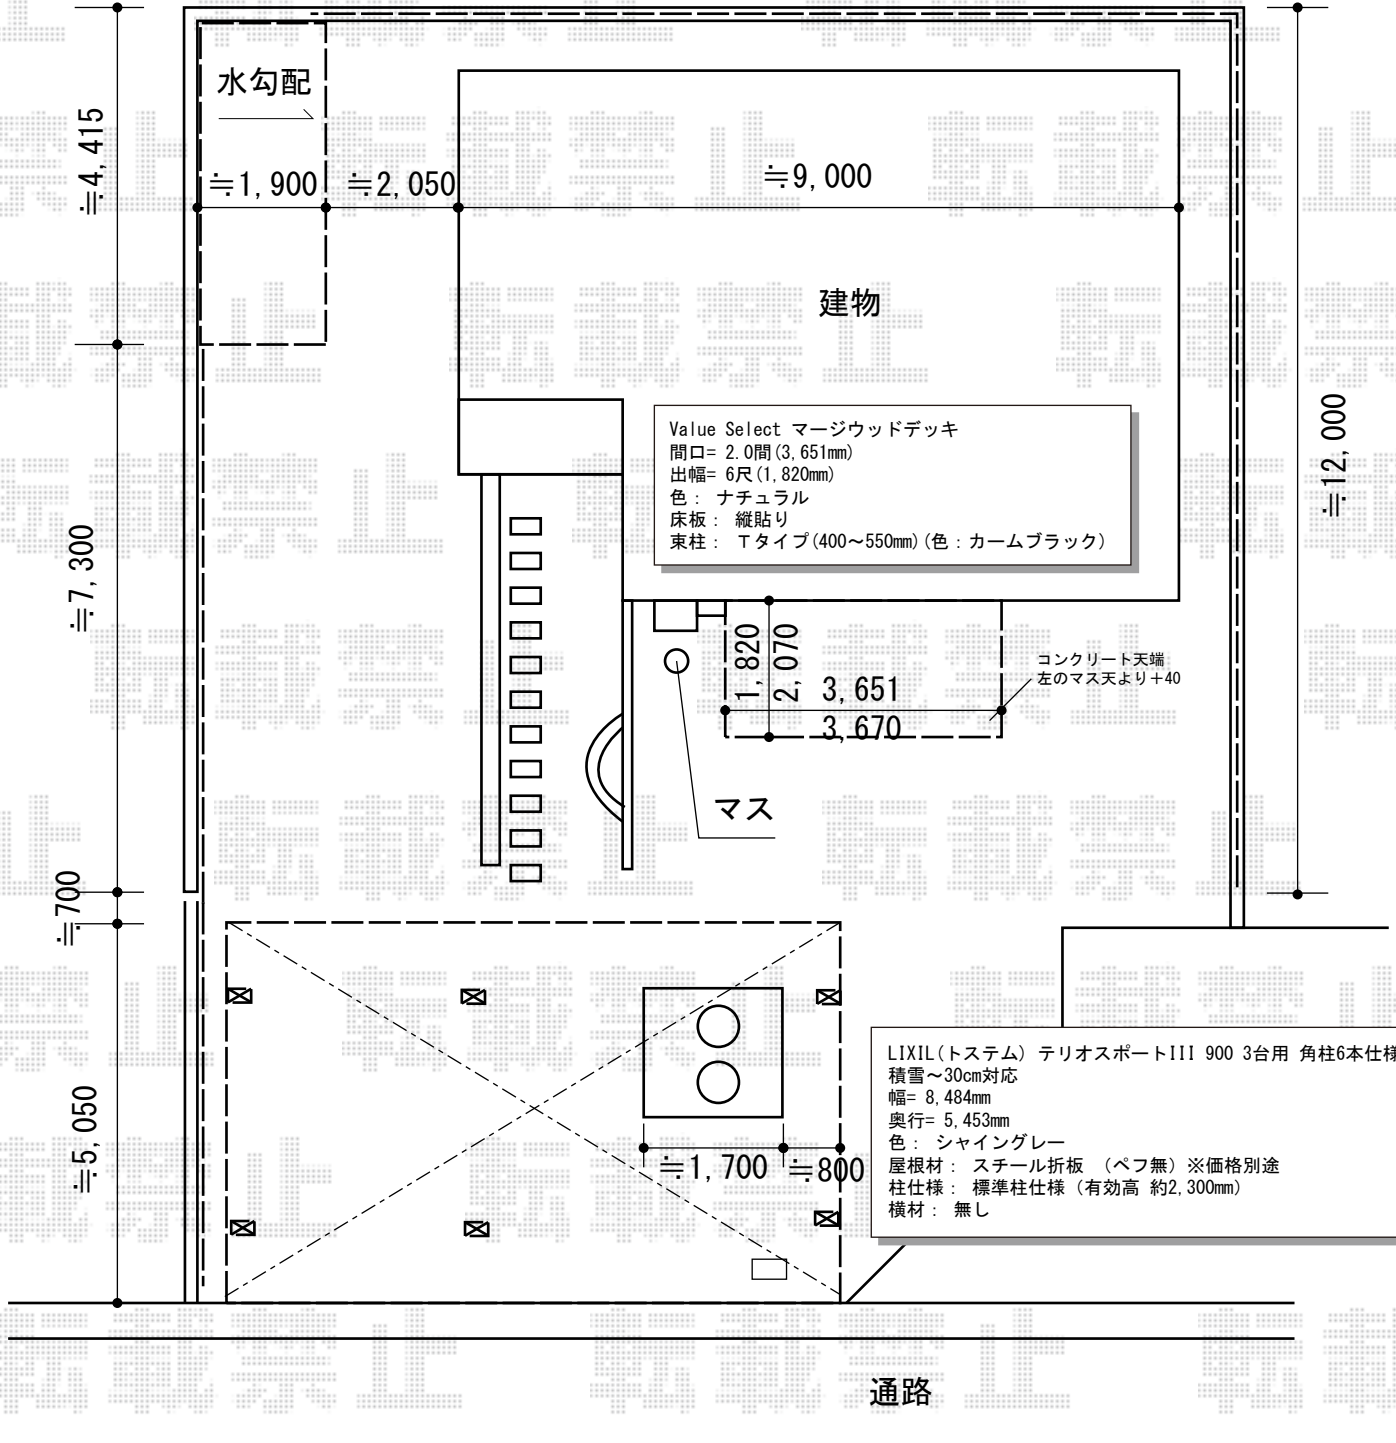 水勾配
≒4,415
≒1,900
≒2,050
≒9,000
建物
Value Select マージウッドデッキ
間口= 2.0間(3,651mm)
出幅= 6尺(1,820mm)
色： ナチュラル
床板： 縦貼り
束柱： Tタイプ(400～550mm)(色：カームブラック)
≒12,000
≒7,300
1,820
2,070
3,651
3,670
コンクリート天端
左のマス天より＋40
マス
≒700
≒5,050
≒1,700
≒800
LIXIL(トステム) テリオスポートIII 900 3台用 角柱6本仕様
積雪～30cm対応
幅= 8,484mm
奥行= 5,453mm
色： シャイングレー
屋根材： スチール折板 （ペフ無）※価格別途
柱仕様： 標準柱仕様（有効高 約2,300mm）
横材： 無し
通路
転載禁止